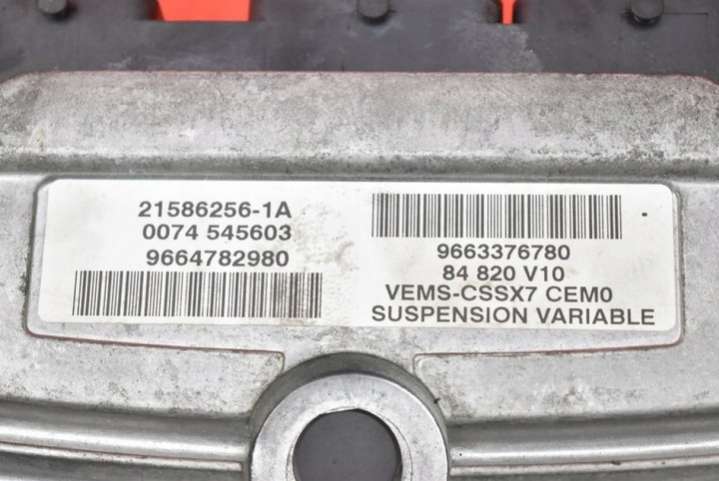 21586256-1A
0074 545603
9664782980
9663376780
84 820 V10
VEMS-CSSX7 CEM0
SUSPENSION VARIABLE